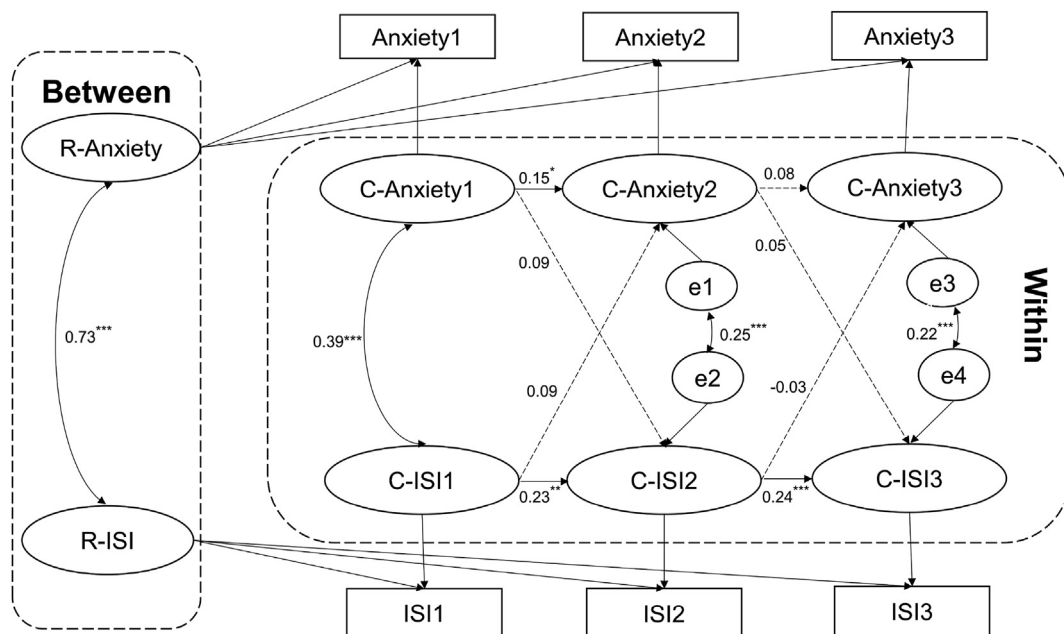 Anxiety1
Anxiety2
Anxiety3
Between
R-Anxiety
C-Anxiety1
0.15*
C-Anxiety2
0.08
C-Anxiety3
0.09
0.05
e1
e3
Within
0.73***
0.39***
0.25***
0.22***
e2
e4
0.09
-0.03
C-ISI1
0.23**
C-ISI2
0.24***
C-ISI3
R-ISI
ISI1
ISI2
ISI3